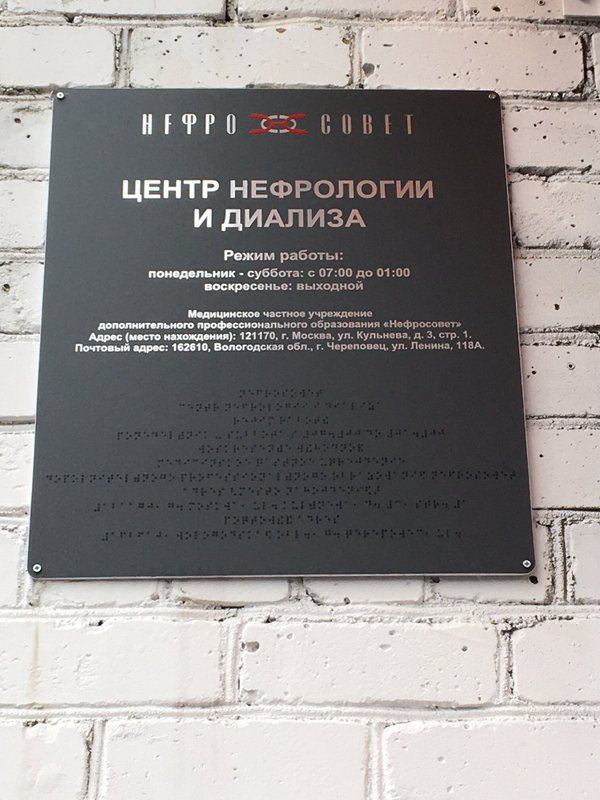 НЕФРО СОВЕТ
ЦЕНТР НЕФРОЛОГИИ
И ДИАЛИЗА
Режим работы:
понедельник - суббота: с 07:00 до 01:00
воскресенье: выходной
Медицинское частное учреждение
дополнительного профессионального образования «Нефросовет»
Адрес (место нахождения): 121170, г. Москва, ул. Кульнева, д. 3, стр. 1.
Почтовый адрес: 162610, Вологодская обл., г. Череповец, ул. Ленина, 118А.